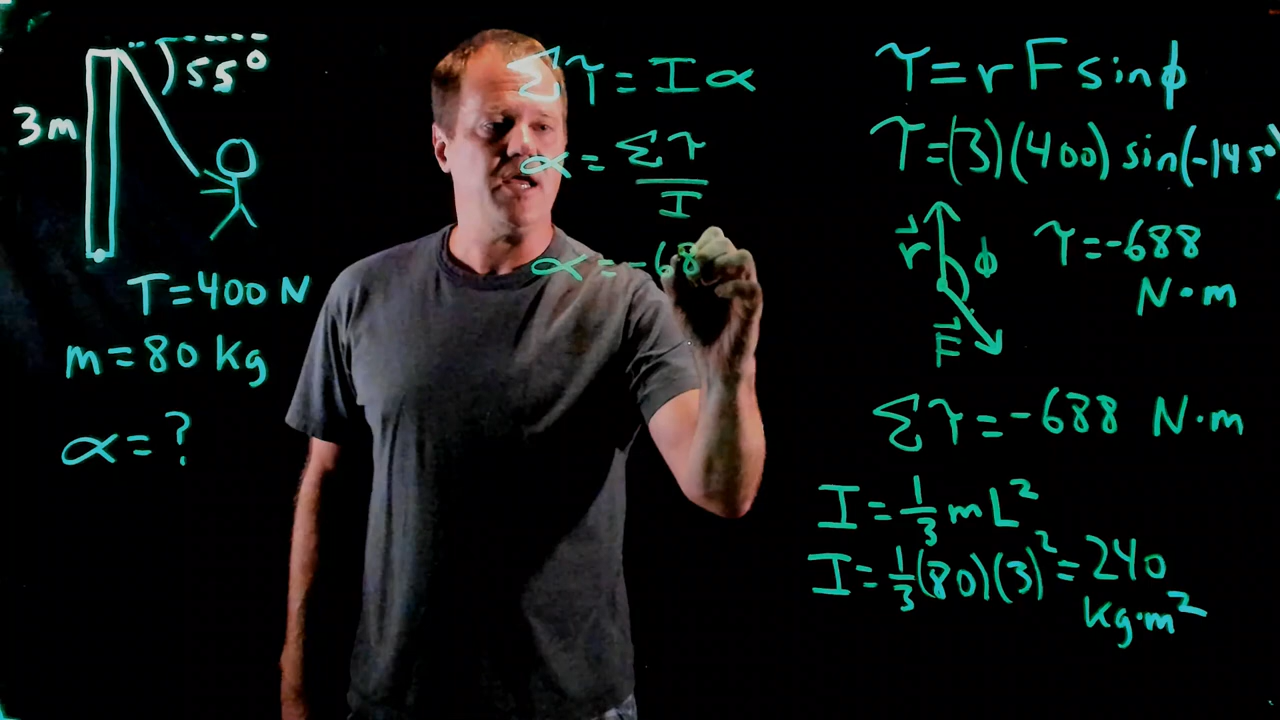 55°
3m
T=400 N
m=80 kg
α=?
Στ=Iα
α=Στ/I
α=-68
τ=rFsinϕ
τ=(3)(400)sin(-145°)
r⃗
ϕ
F⃗
τ=-688
N·m
Στ=-688 N·m
I=1/3mL²
I=1/3(80)(3)²=240
kg·m²